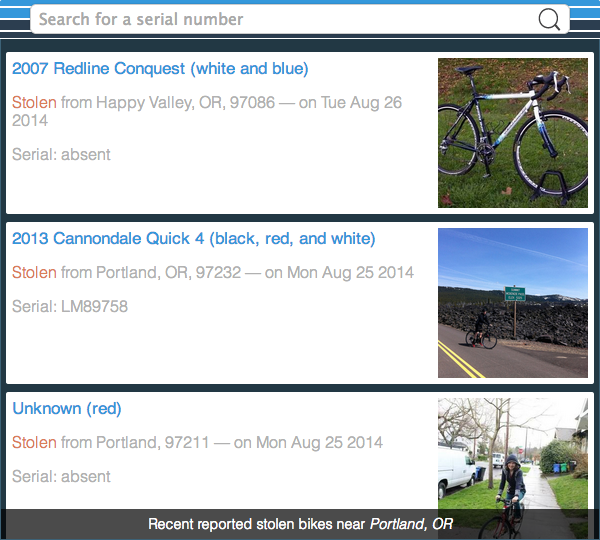 Search for a serial number
2007 Redline Conquest (white and blue)
Stolen from Happy Valley, OR, 97086 — on Tue Aug 26
2014
Serial: absent
2013 Cannondale Quick 4 (black, red, and white)
Stolen from Portland, OR, 97232 — on Mon Aug 25 2014
Serial: LM89758
Unknown (red)
Stolen from Portland, 97211 — on Mon Aug 25 2014
Serial: absent
Recent reported stolen bikes near Portland, OR